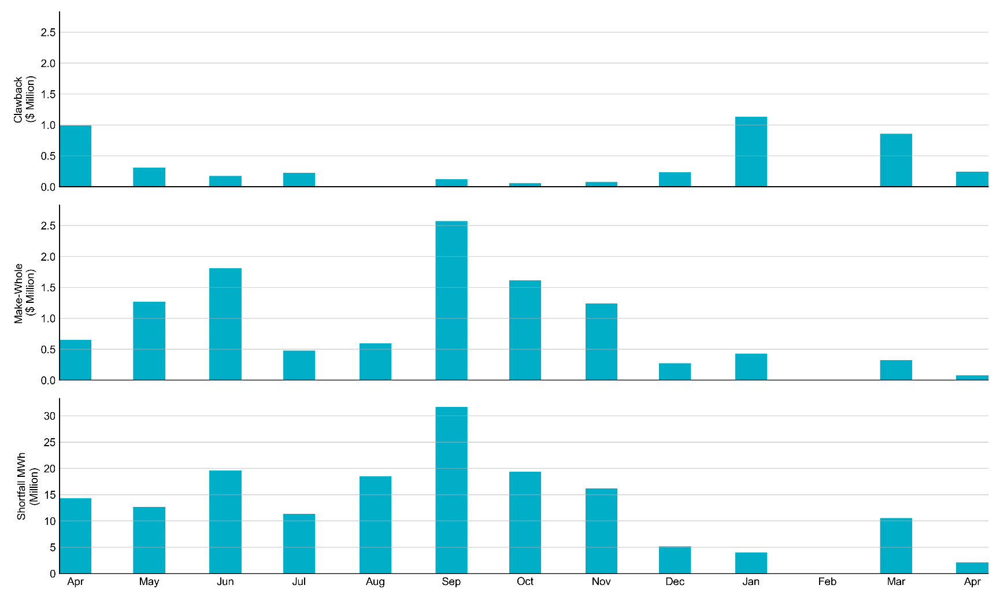 Clawback
($ Million)
2.5
2.0
1.5
1.0
0.5
0.0
Make-Whole
($ Million)
2.5
2.0
1.5
1.0
0.5
0.0
Shortfall MWh
(Million)
30
25
20
15
10
5
0
Apr May Jun Jul Aug Sep Oct Nov Dec Jan Feb Mar Apr